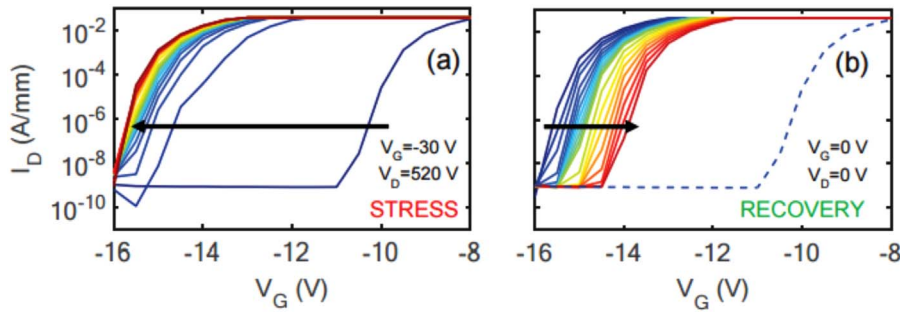 10⁻²
10⁻⁴
10⁻⁶
10⁻⁸
10⁻¹⁰
I_D (A/mm)
(a)
V_G=-30 V
V_D=520 V
STRESS
-16 -14 -12 -10 -8
V_G (V)
(b)
V_G=0 V
V_D=0 V
RECOVERY
-16 -14 -12 -10 -8
V_G (V)